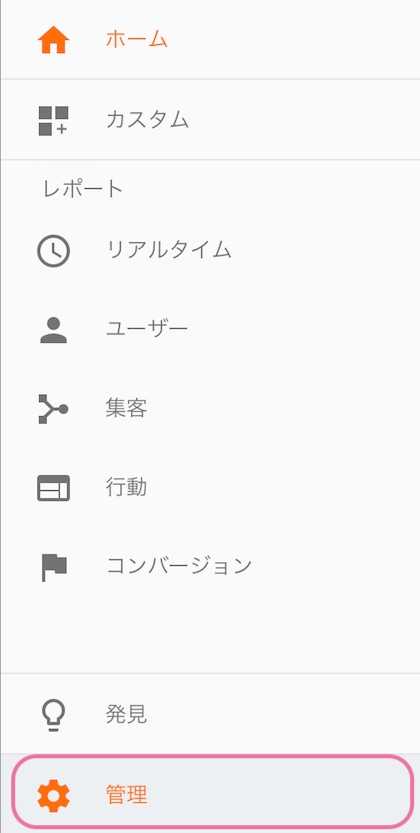 ホーム
カスタム
レポート
リアルタイム
ユーザー
集客
行動
コンバージョン
発見
管理